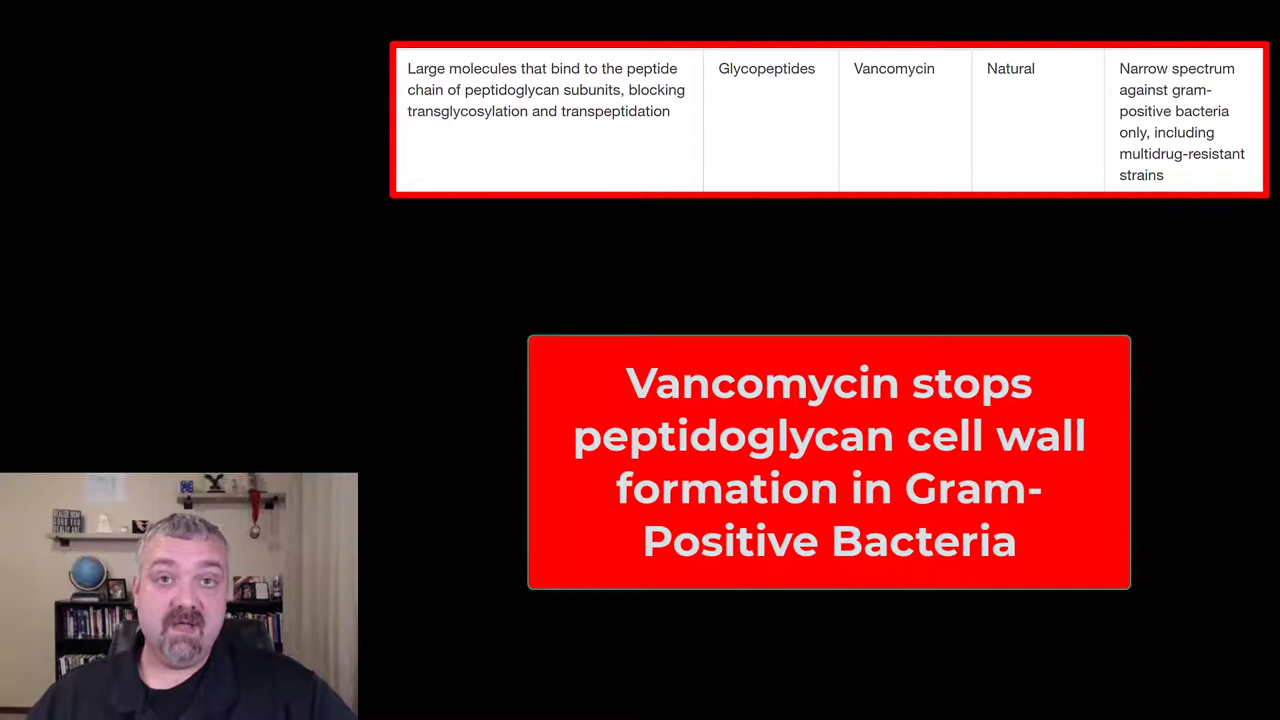 Large molecules that bind to the peptide
chain of peptidoglycan subunits, blocking
transglycosylation and transpeptidation
Glycopeptides
Vancomycin
Natural
Narrow spectrum
against gram-
positive bacteria
only, including
multidrug-resistant
strains
Vancomycin stops
peptidoglycan cell wall
formation in Gram-
Positive Bacteria